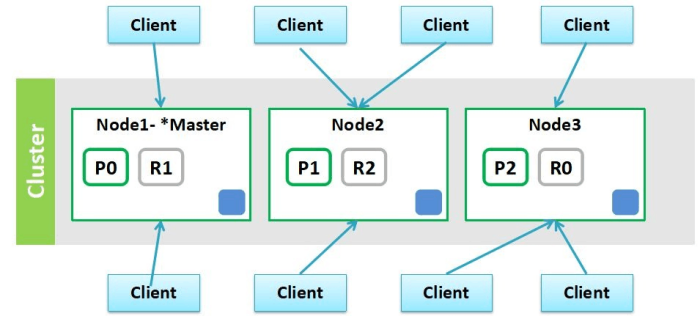 Client
Client
Client
Client
Cluster
Node1- *Master
P0
R1
Node2
P1
R2
Node3
P2
R0
Client
Client
Client
Client